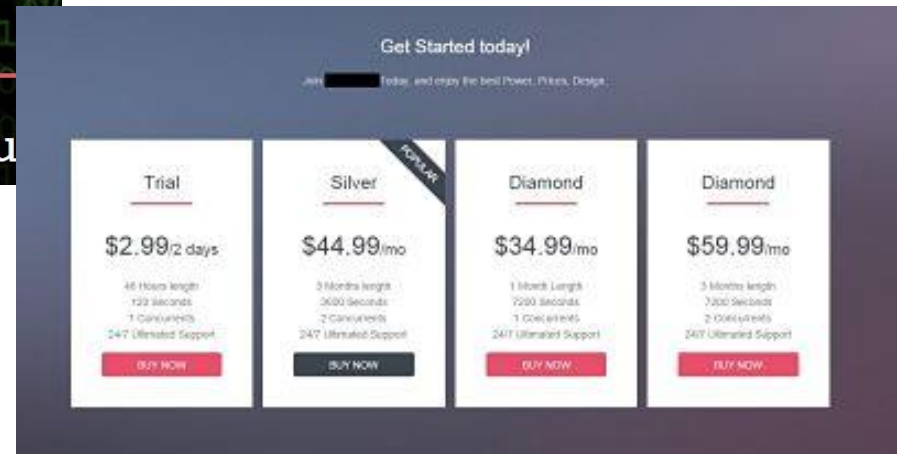 Get Started today!
Join Today, and enjoy the best Power, Prices, Design.
Trial
$2.99/2 days
48 Hours length
120 Seconds
1 Concurrents
24/7 Ultimated Support
BUY NOW
POPULAR
Silver
$44.99/mo
3 Months length
3600 Seconds
2 Concurrents
24/7 Ultimated Support
BUY NOW
Diamond
$34.99/mo
1 Month Length
7200 Seconds
1 Concurrents
24/7 Ultimated Support
BUY NOW
Diamond
$59.99/mo
3 Months length
7200 Seconds
2 Concurrents
24/7 Ultimated Support
BUY NOW